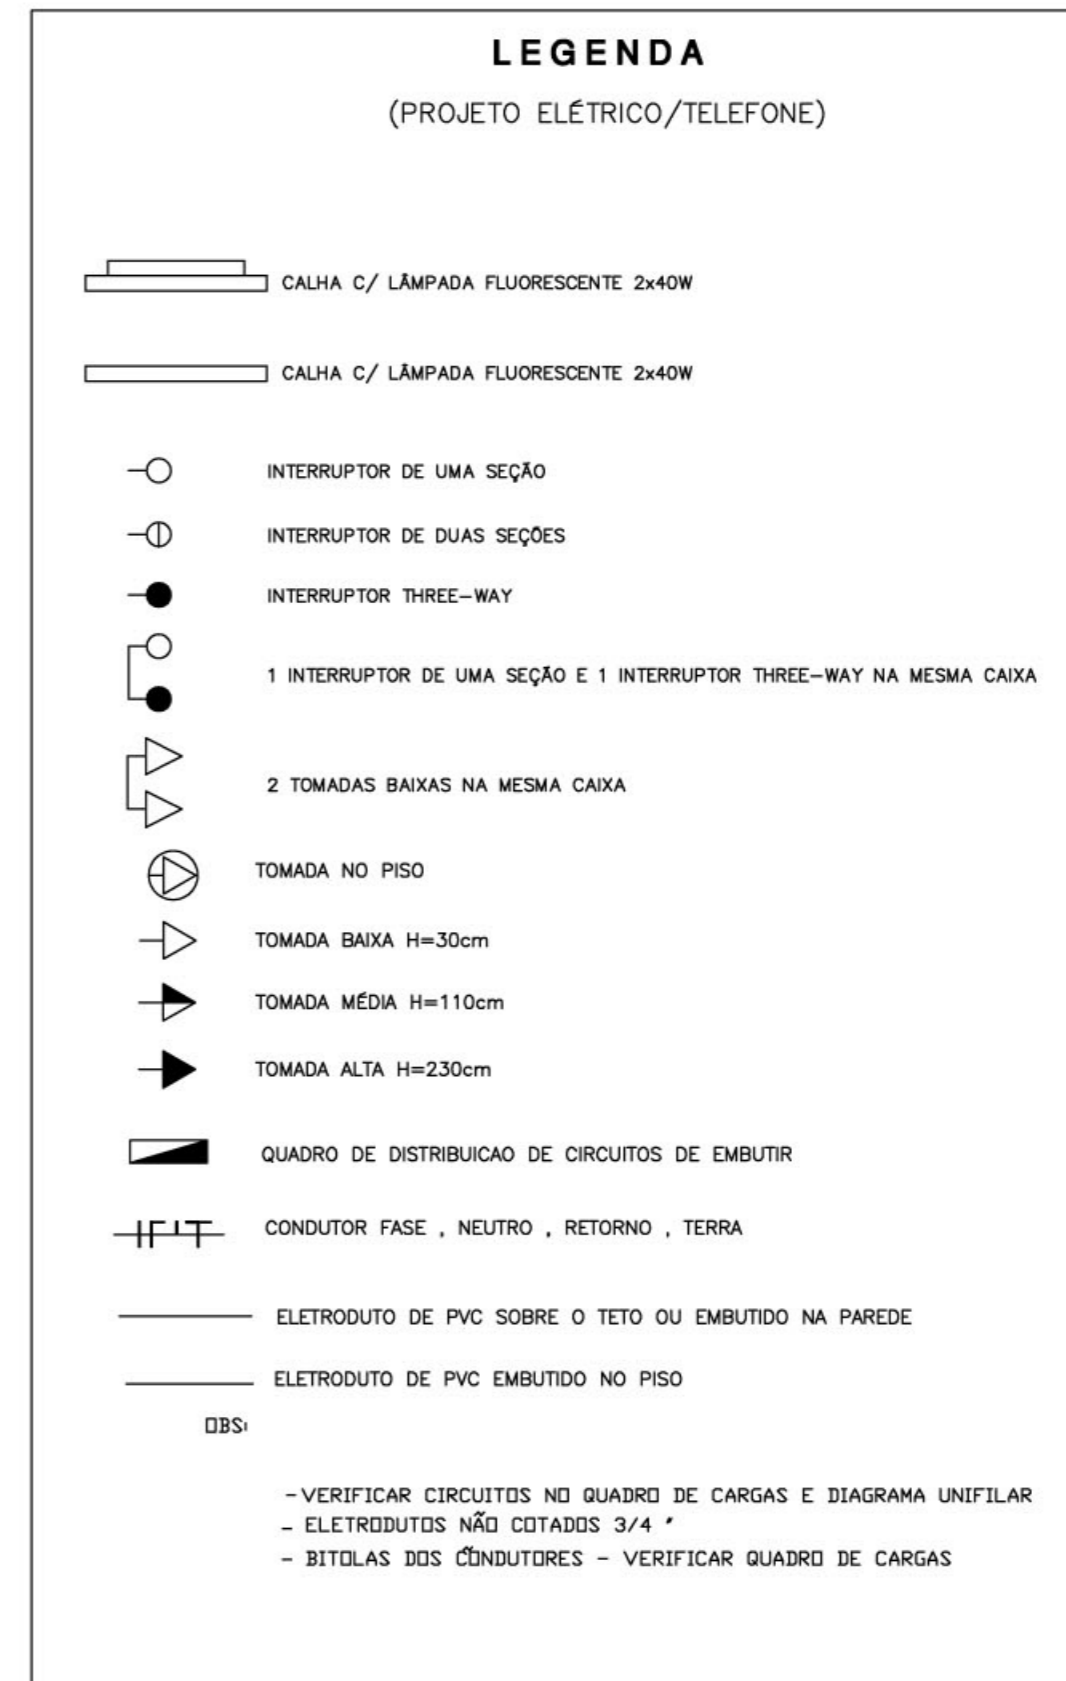 LEGENDA
(PROJETO ELÉTRICO/TELEFONE)
CALHA C/ LÂMPADA FLUORESCENTE 2x40W
CALHA C/ LÂMPADA FLUORESCENTE 2x40W
INTERRUPTOR DE UMA SEÇÃO
INTERRUPTOR DE DUAS SEÇÕES
INTERRUPTOR THREE-WAY
1 INTERRUPTOR DE UMA SEÇÃO E 1 INTERRUPTOR THREE-WAY NA MESMA CAIXA
2 TOMADAS BAIXAS NA MESMA CAIXA
TOMADA NO PISO
TOMADA BAIXA H=30cm
TOMADA MÉDIA H=110cm
TOMADA ALTA H=230cm
QUADRO DE DISTRIBUICAO DE CIRCUITOS DE EMBUTIR
CONDUTOR FASE , NEUTRO , RETORNO , TERRA
ELETRODUTO DE PVC SOBRE O TETO OU EMBUTIDO NA PAREDE
ELETRODUTO DE PVC EMBUTIDO NO PISO
OBS:
-VERIFICAR CIRCUITOS NO QUADRO DE CARGAS E DIAGRAMA UNIFILAR
- ELETRODUTOS NÃO COTADOS 3/4 "
- BITOLAS DOS CONDUTORES - VERIFICAR QUADRO DE CARGAS